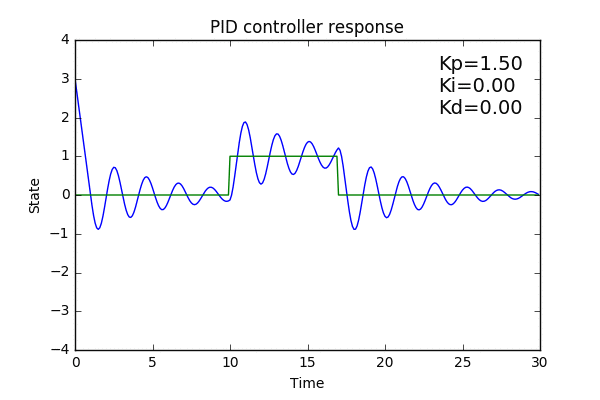 PID controller response
Kp=1.50
Ki=0.00
Kd=0.00
State
4
3
2
1
0
−1
−2
−3
−4
0 5 10 15 20 25 30
Time